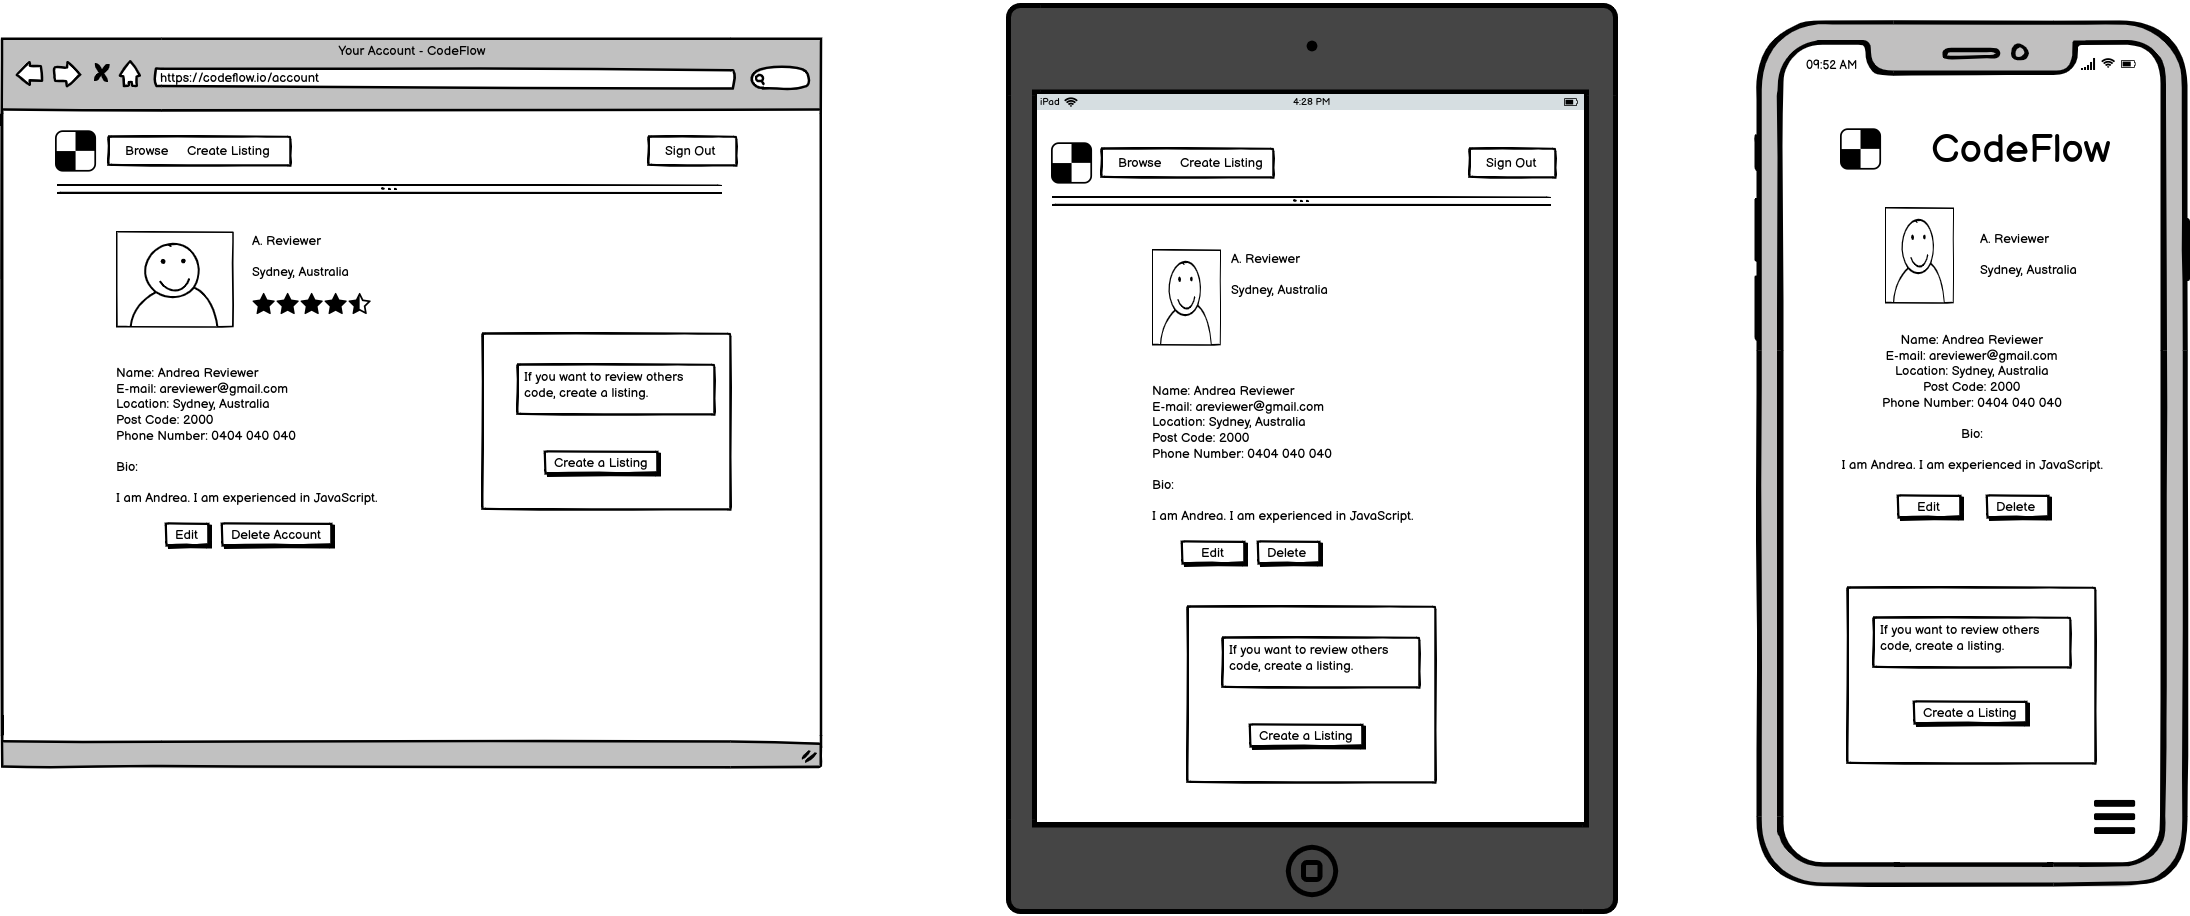 Your Account - CodeFlow
https://codeflow.io/account
Browse Create Listing
Sign Out
A. Reviewer
Sydney, Australia
Name: Andrea Reviewer
E-mail: areviewer@gmail.com
Location: Sydney, Australia
Post Code: 2000
Phone Number: 0404 040 040
Bio:
I am Andrea. I am experienced in JavaScript.
Edit
Delete Account
If you want to review others
code, create a listing.
Create a Listing
iPad
4:28 PM
Browse Create Listing
Sign Out
A. Reviewer
Sydney, Australia
Name: Andrea Reviewer
E-mail: areviewer@gmail.com
Location: Sydney, Australia
Post Code: 2000
Phone Number: 0404 040 040
Bio:
I am Andrea. I am experienced in JavaScript.
Edit
Delete
If you want to review others
code, create a listing.
Create a Listing
09:52 AM
CodeFlow
A. Reviewer
Sydney, Australia
Name: Andrea Reviewer
E-mail: areviewer@gmail.com
Location: Sydney, Australia
Post Code: 2000
Phone Number: 0404 040 040
Bio:
I am Andrea. I am experienced in JavaScript.
Edit
Delete
If you want to review others
code, create a listing.
Create a Listing